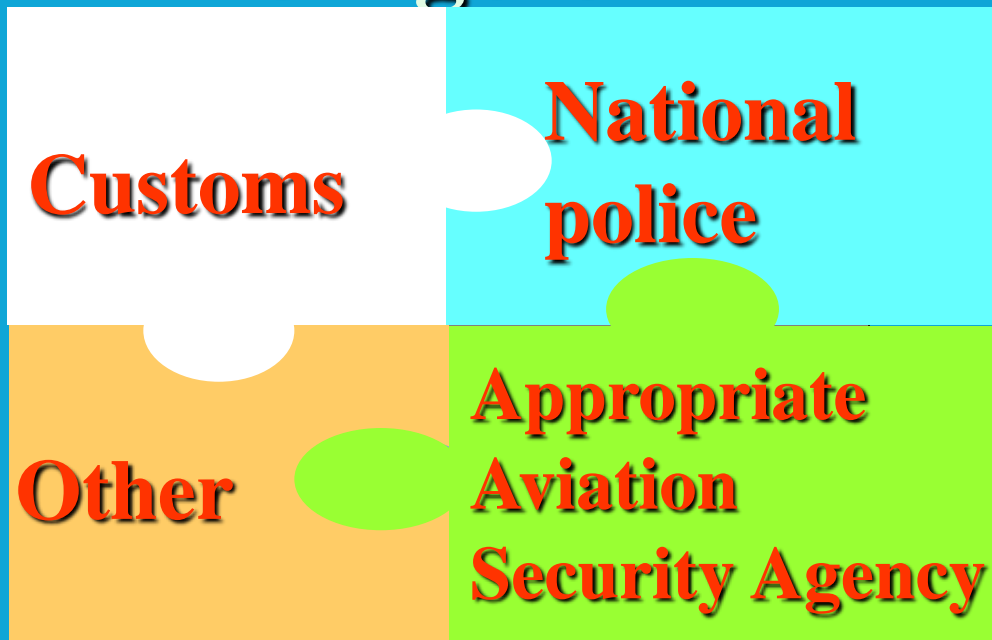 Customs
National
police
Other
Appropriate
Aviation
Security Agency